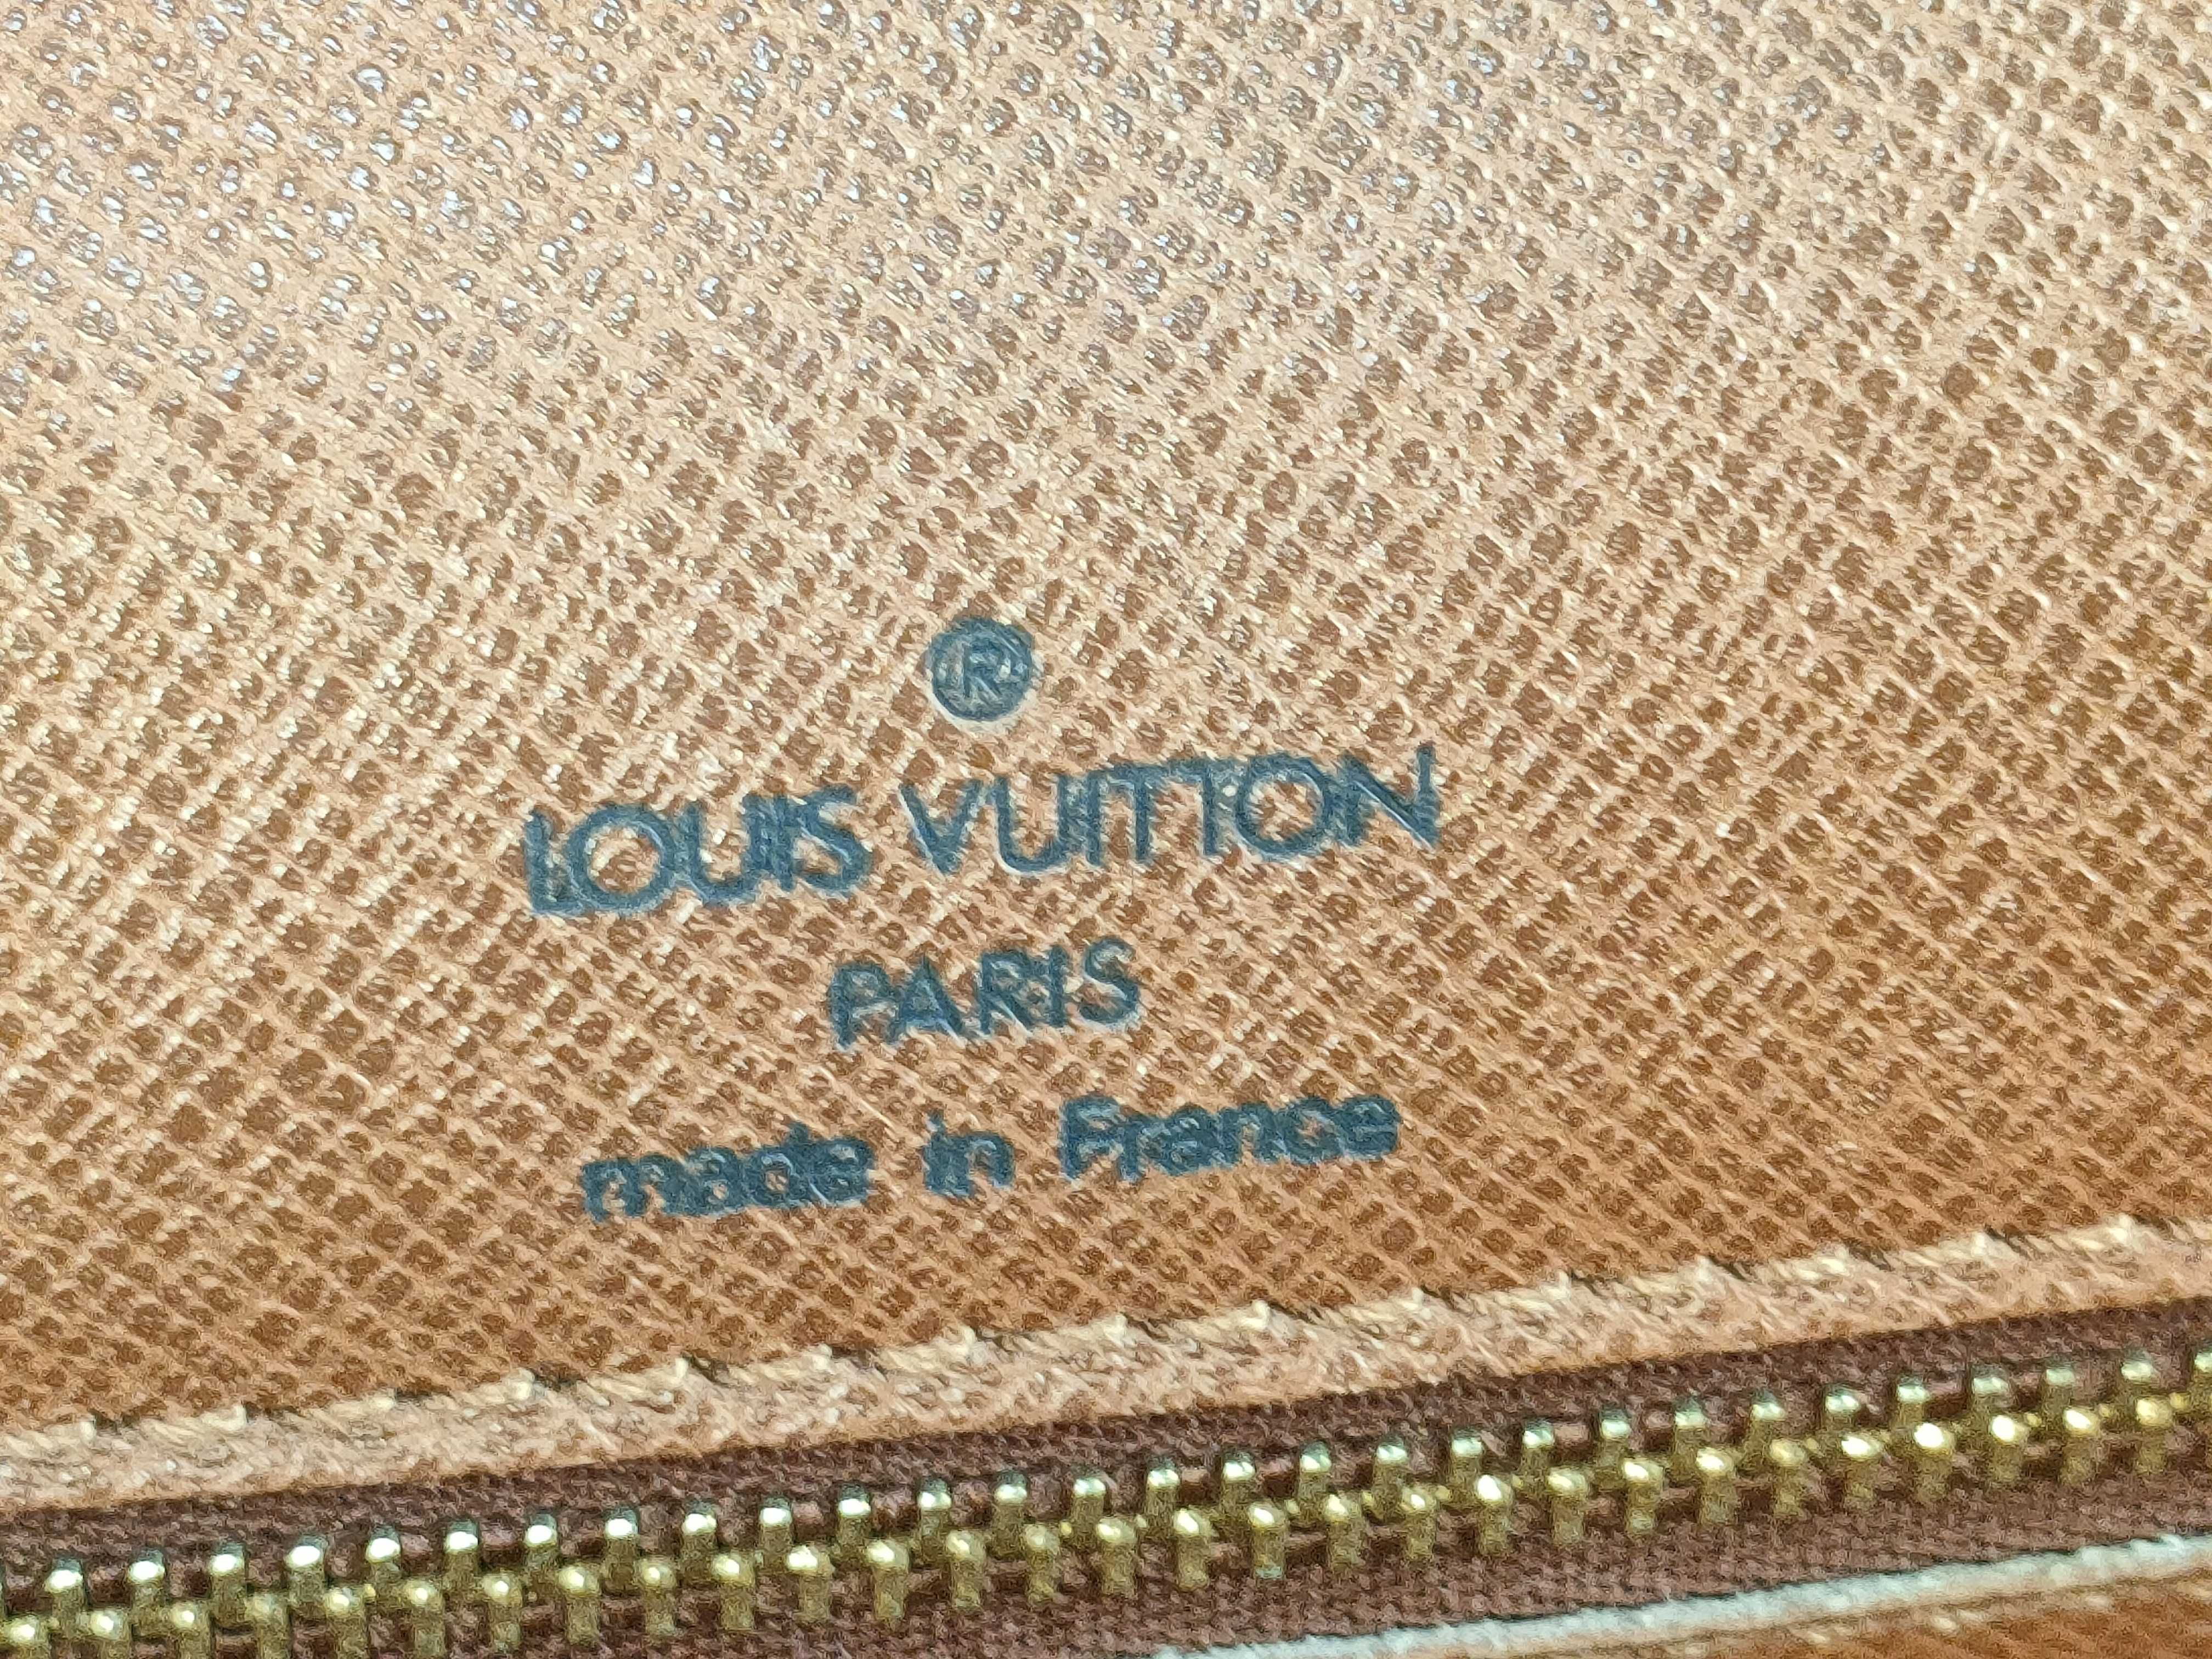 ®
LOUIS VUITTON
PARIS
made in France